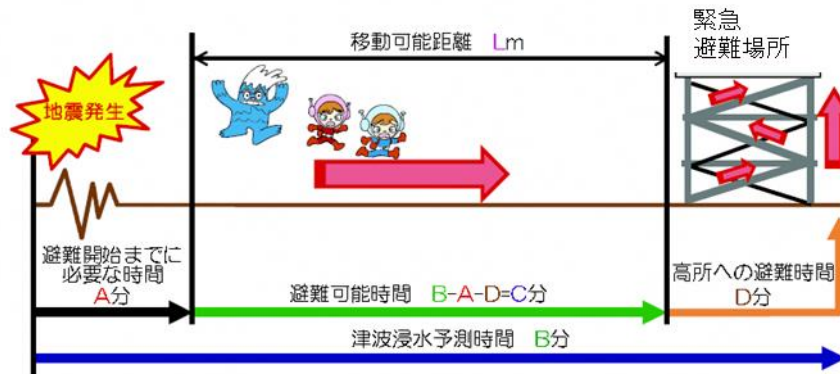 移動可能距離 Lm
緊急
避難場所
地震発生
避難開始までに
必要な時間
A分
避難可能時間 B-A-D=C分
高所への避難時間
D分
津波浸水予測時間 B分